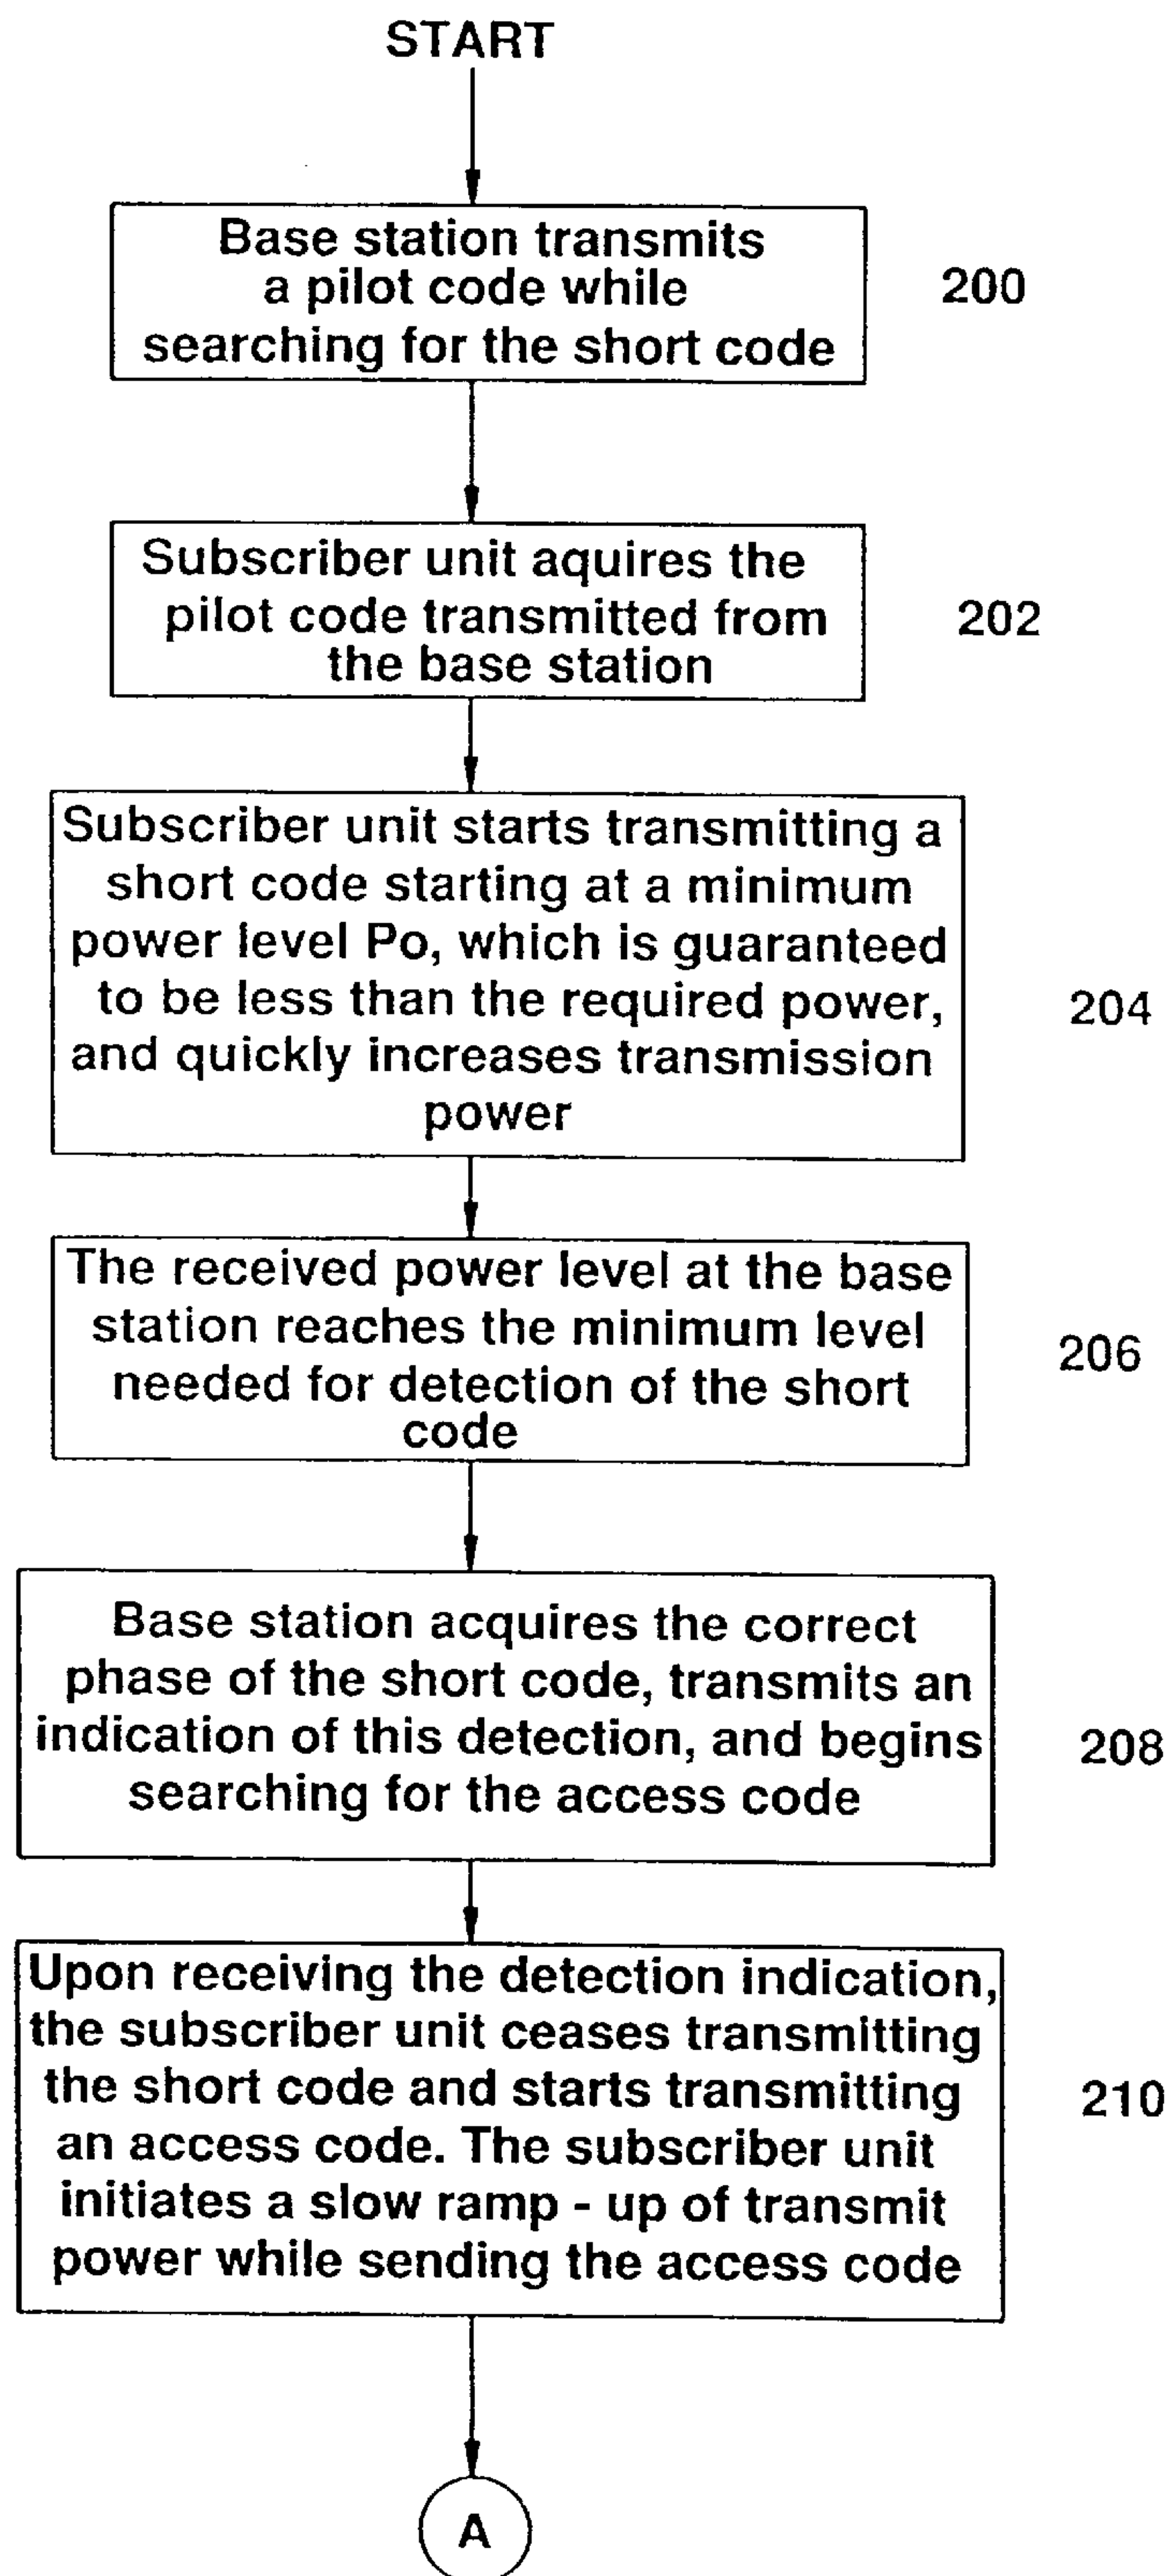 START
Base station transmits
a pilot code while
searching for the short code
200
Subscriber unit aquires the
pilot code transmitted from
the base station
202
Subscriber unit starts transmitting a
short code starting at a minimum
power level Po, which is guaranteed
to be less than the required power,
and quickly increases transmission
power
204
The received power level at the base
station reaches the minimum level
needed for detection of the short
code
206
Base station acquires the correct
phase of the short code, transmits an
indication of this detection, and begins
searching for the access code
208
Upon receiving the detection indication,
the subscriber unit ceases transmitting
the short code and starts transmitting
an access code. The subscriber unit
initiates a slow ramp - up of transmit
power while sending the access code
210
A